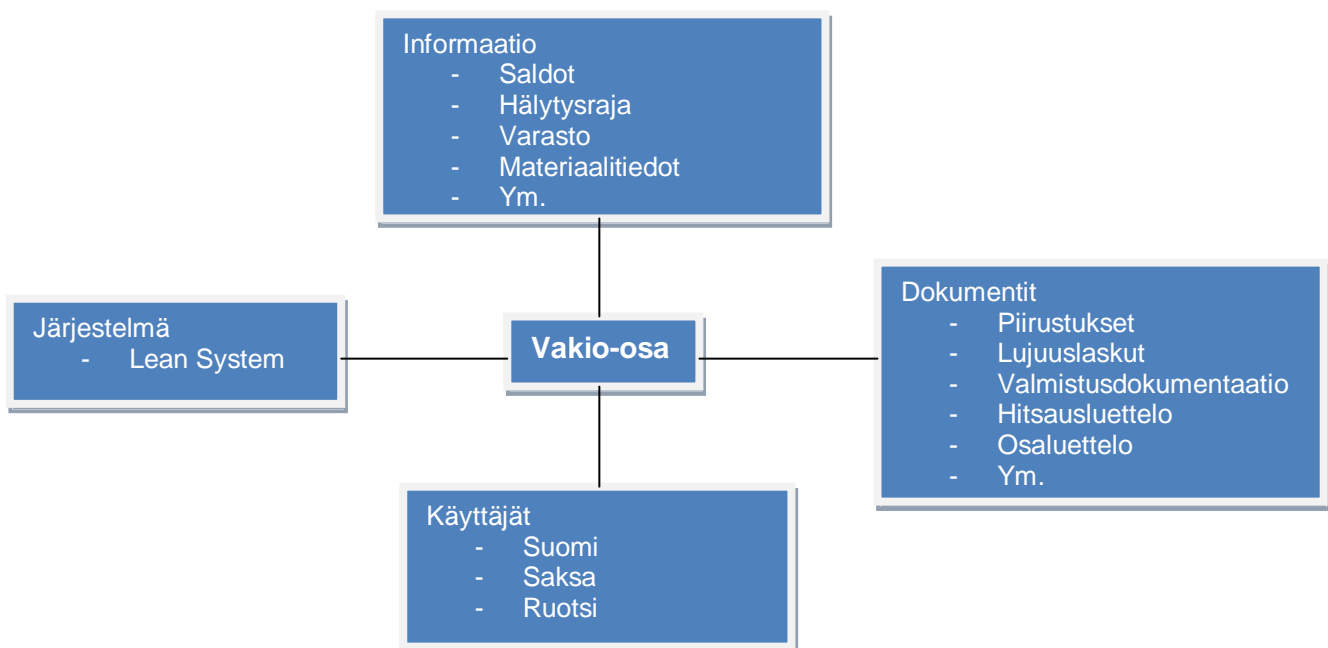 Informaatio
- Saldot
- Hälytysraja
- Varasto
- Materiaalitiedot
- Ym.
Järjestelmä
- Lean System
Vakio-osa
Dokumentit
- Piirustukset
- Lujuuslaskut
- Valmistusdokumentaatio
- Hitsausluettelo
- Osaluettelo
- Ym.
Käyttäjät
- Suomi
- Saksa
- Ruotsi